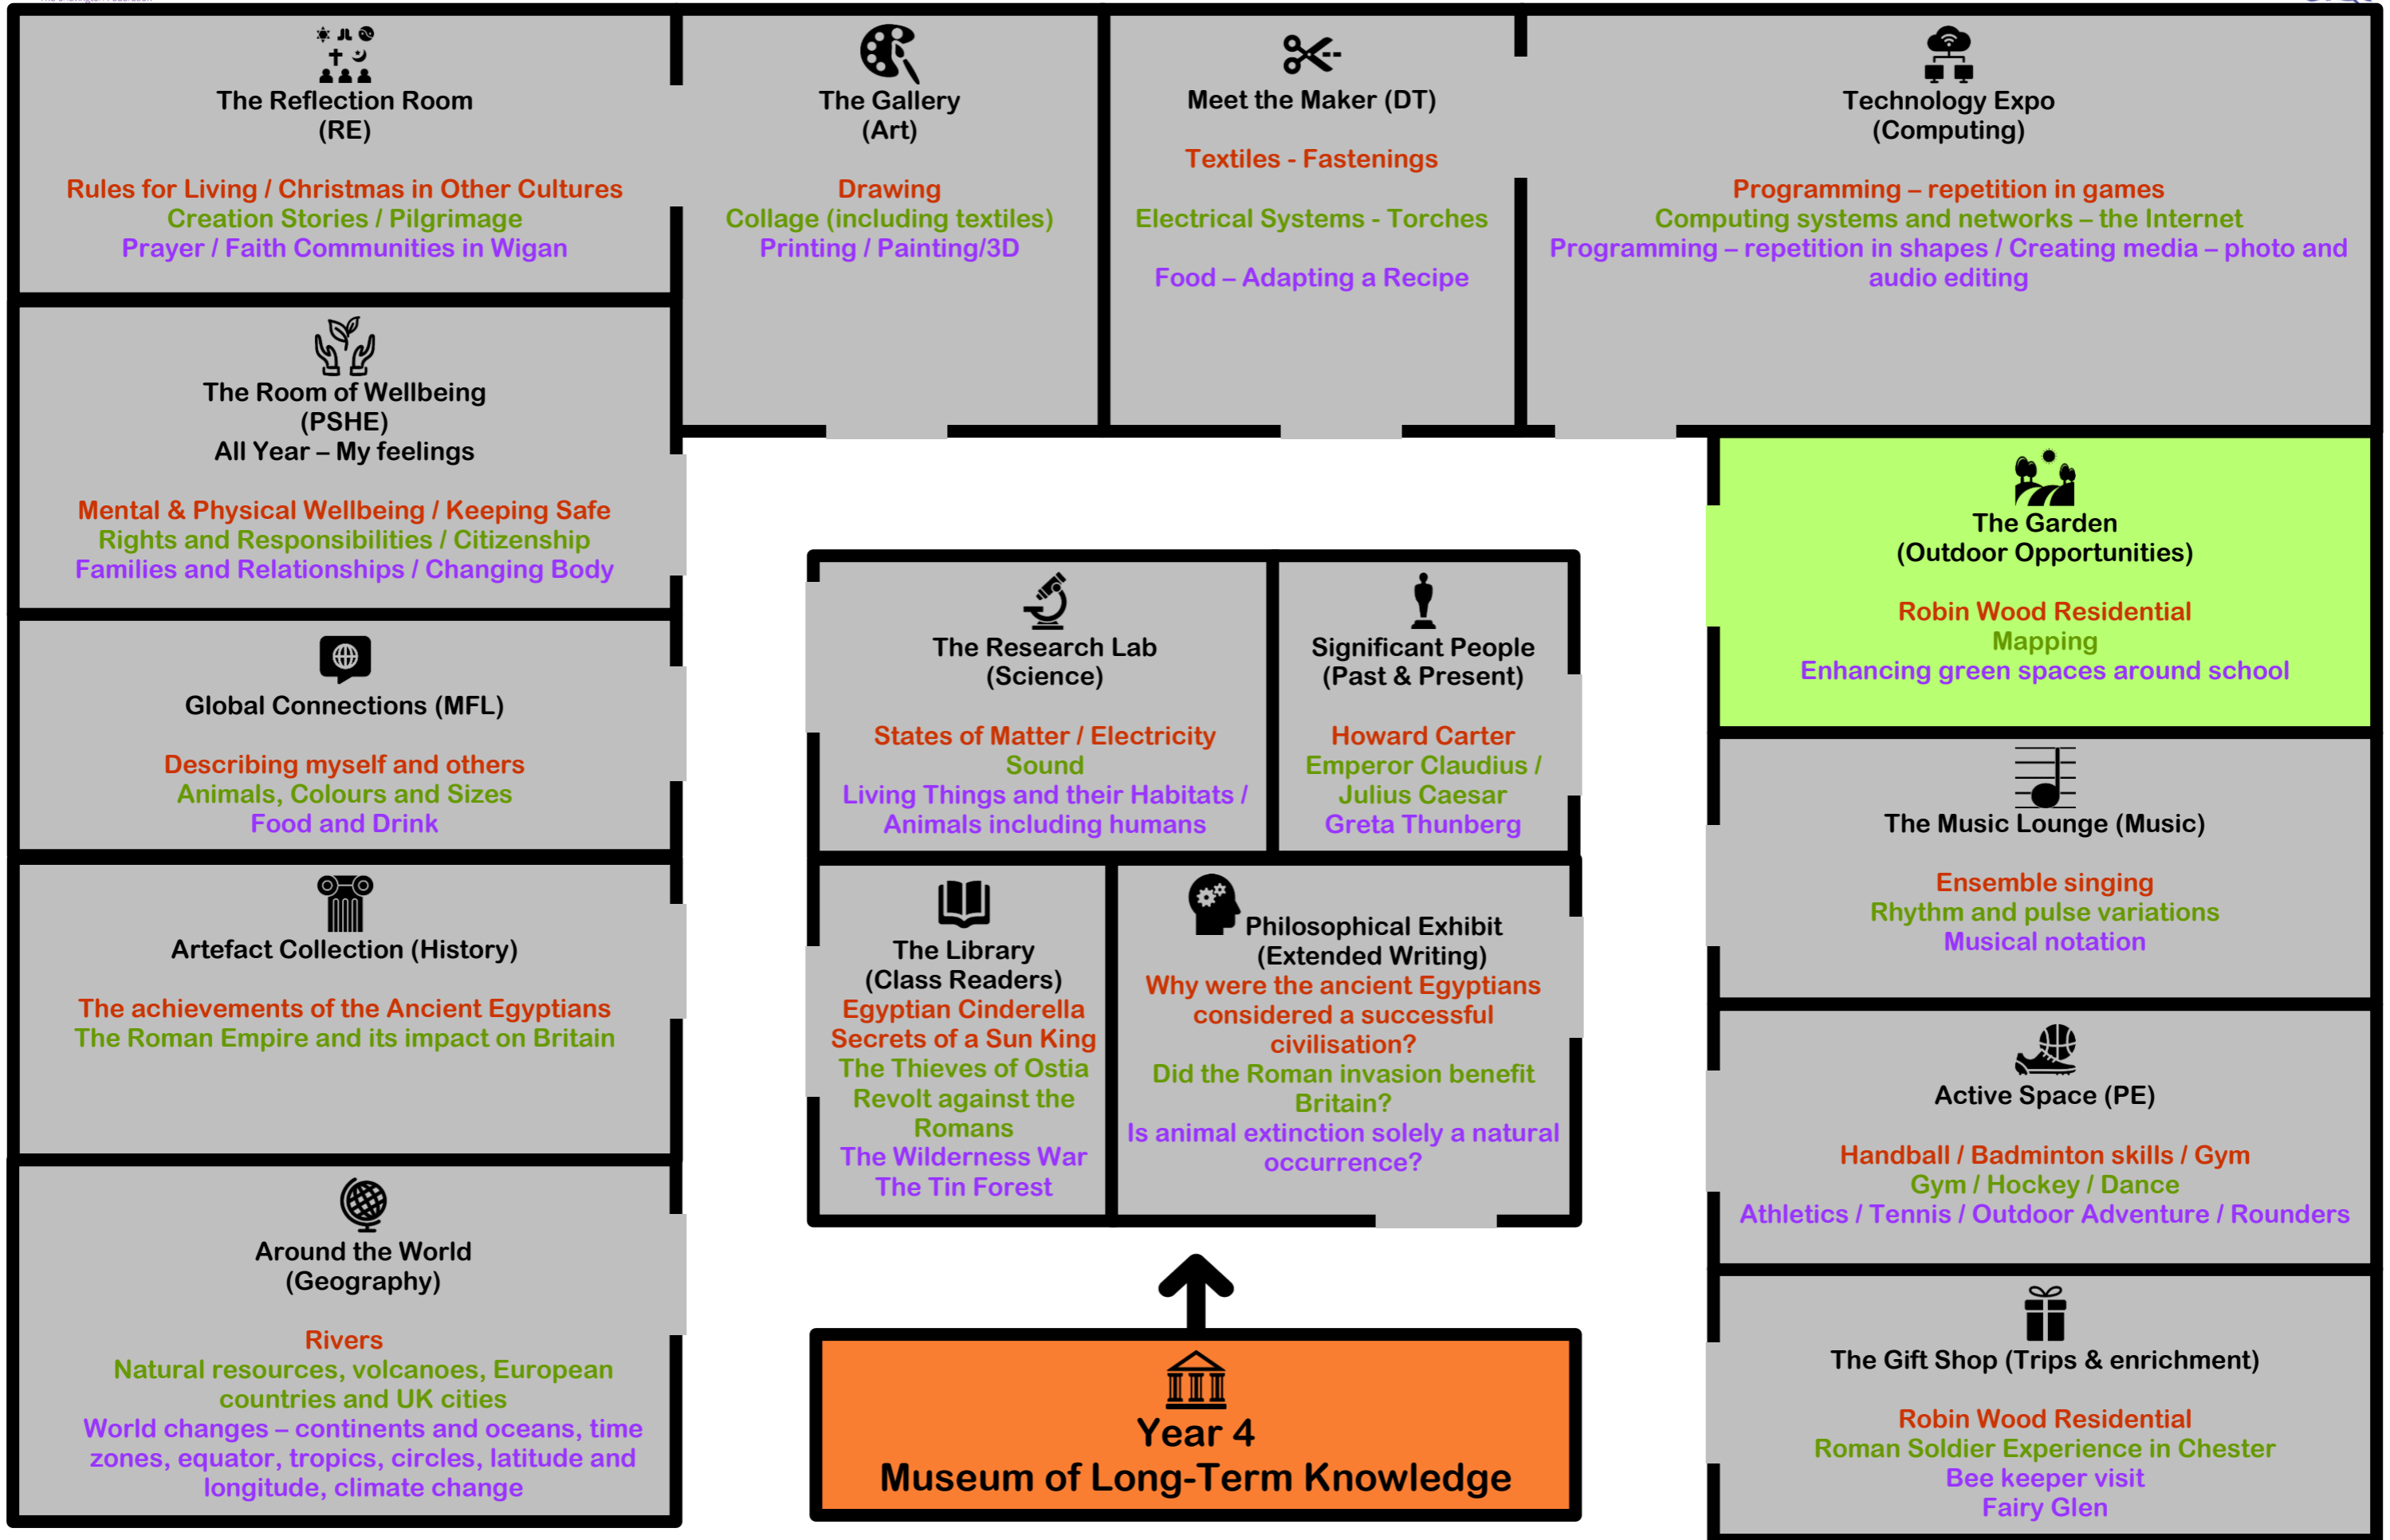 The Reflection Room
(RE)
Rules for Living / Christmas in Other Cultures
Creation Stories / Pilgrimage
Prayer / Faith Communities in Wigan
The Gallery
(Art)
Drawing
Collage (including textiles)
Printing / Painting/3D
Meet the Maker (DT)
Textiles - Fastenings
Electrical Systems - Torches
Food – Adapting a Recipe
Technology Expo
(Computing)
Programming – repetition in games
Computing systems and networks – the Internet
Programming – repetition in shapes / Creating media – photo and
audio editing
The Room of Wellbeing
(PSHE)
All Year – My feelings
Mental & Physical Wellbeing / Keeping Safe
Rights and Responsibilities / Citizenship
Families and Relationships / Changing Body
Global Connections (MFL)
Describing myself and others
Animals, Colours and Sizes
Food and Drink
Artefact Collection (History)
The achievements of the Ancient Egyptians
The Roman Empire and its impact on Britain
Around the World
(Geography)
Rivers
Natural resources, volcanoes, European
countries and UK cities
World changes – continents and oceans, time
zones, equator, tropics, circles, latitude and
longitude, climate change
The Research Lab
(Science)
States of Matter / Electricity
Sound
Living Things and their Habitats /
Animals including humans
Significant People
(Past & Present)
Howard Carter
Emperor Claudius /
Julius Caesar
Greta Thunberg
The Library
(Class Readers)
Egyptian Cinderella
Secrets of a Sun King
The Thieves of Ostia
Revolt against the
Romans
The Wilderness War
The Tin Forest
Philosophical Exhibit
(Extended Writing)
Why were the ancient Egyptians
considered a successful
civilisation?
Did the Roman invasion benefit
Britain?
Is animal extinction solely a natural
occurrence?
Year 4
Museum of Long-Term Knowledge
The Garden
(Outdoor Opportunities)
Robin Wood Residential
Mapping
Enhancing green spaces around school
The Music Lounge (Music)
Ensemble singing
Rhythm and pulse variations
Musical notation
Active Space (PE)
Handball / Badminton skills / Gym
Gym / Hockey / Dance
Athletics / Tennis / Outdoor Adventure / Rounders
The Gift Shop (Trips & enrichment)
Robin Wood Residential
Roman Soldier Experience in Chester
Bee keeper visit
Fairy Glen